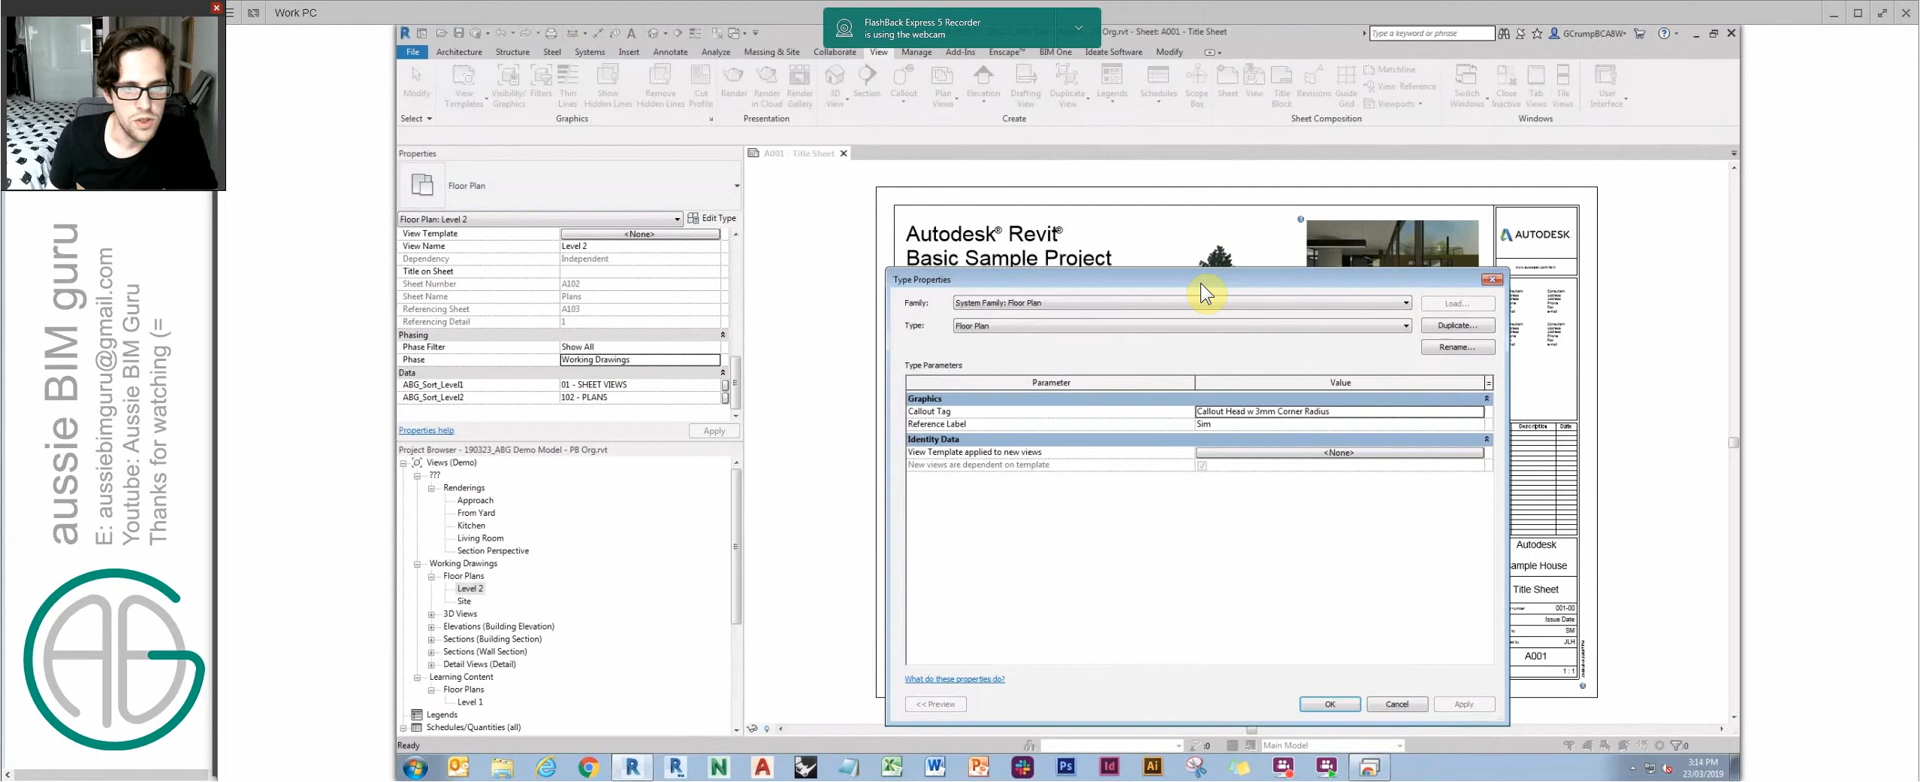 Work PC
FlashBack Express 5 Recorder
is using the webcam
Org.rvt - Sheet: A001 - Title Sheet
Type a keyword or phrase
GCrumpBCABW
File Architecture Structure Steel Systems Insert Annotate Analyze Massing & Site Collaborate View Manage Add-Ins Enscape™ BIM One Ideate Software Modify
Modify
View Templates
Visibility/ Graphics
Filters
Thin Lines
Show Hidden Lines
Remove Hidden Lines
Cut Profile
Render
Render in Cloud
Render Gallery
3D View
Section
Callout
Plan Views
Elevation
Drafting View
Duplicate View
Legends
Schedules
Scope Box
Sheet
View
Title Block
Revisions
Guide Grid
Matchline
View Reference
Viewports
Switch Windows
Close Inactive
Tab Views
Tile Views
User Interface
Select
Graphics
Presentation
Create
Sheet Composition
Windows
Properties
Floor Plan
Floor Plan: Level 2
Edit Type
View Template <None>
View Name Level 2
Dependency Independent
Title on Sheet
Sheet Number A102
Sheet Name Plans
Referencing Sheet A103
Referencing Detail 1
Phasing
Phase Filter Show All
Phase Working Drawings
Data
ABG_Sort_Level1 01 - SHEET VIEWS
ABG_Sort_Level2 102 - PLANS
Properties help
Apply
Project Browser - 190323_ABG Demo Model - PB Org.rvt
Views (Demo)
???
Renderings
Approach
From Yard
Kitchen
Living Room
Section Perspective
Working Drawings
Floor Plans
Level 2
Site
3D Views
Elevations (Building Elevation)
Sections (Building Section)
Sections (Wall Section)
Detail Views (Detail)
Learning Content
Floor Plans
Level 1
Legends
Schedules/Quantities (all)
A001 - Title Sheet
Autodesk® Revit®
Basic Sample Project
AUTODESK
Type Properties
Family: System Family: Floor Plan
Load...
Type: Floor Plan
Duplicate...
Rename...
Type Parameters
Parameter Value
Graphics
Callout Tag Callout Head w 3mm Corner Radius
Reference Label Sim
Identity Data
View Template applied to new views <None>
New views are dependent on template
What do these properties do?
<< Preview
OK
Cancel
Apply
Description Date
Autodesk
ample House
Title Sheet
001-00
Issue Date
SM
JLH
A001
1 : 1
Ready
:0
Main Model
:0
3:14 PM
23/03/2019
aussie BIM guru
E: aussiebimguru@gmail.com
Youtube: Aussie BIM Guru
Thanks for watching (=